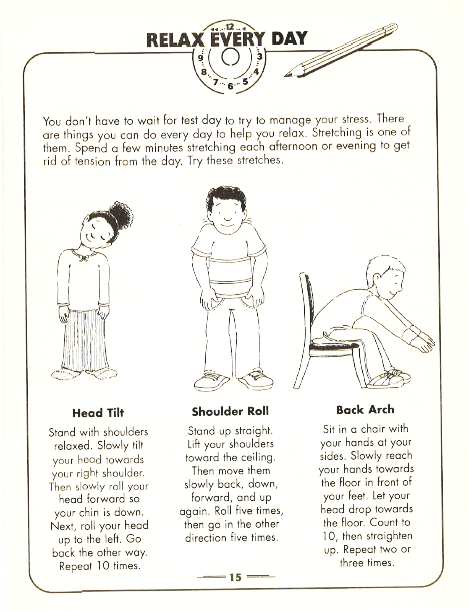 12
RELAX EVERY DAY
9
3
8
4
7
6
5
You don't have to wait for test day to try to manage your stress. There
are things you can do every day to help you relax. Stretching is one of
them. Spend a few minutes stretching each afternoon or evening to get
rid of tension from the day. Try these stretches.
Head Tilt
Stand with shoulders
relaxed. Slowly tilt
your head towards
your right shoulder.
Then slowly roll your
head forward so
your chin is down.
Next, roll your head
up to the left. Go
back the other way.
Repeat 10 times.
Shoulder Roll
Stand up straight.
Lift your shoulders
toward the ceiling.
Then move them
slowly back, down,
forward, and up
again. Roll five times,
then go in the other
direction five times.
Back Arch
Sit in a chair with
your hands at your
sides. Slowly reach
your hands towards
the floor in front of
your feet. Let your
head drop towards
the floor. Count to
10, then straighten
up. Repeat two or
three times.
15